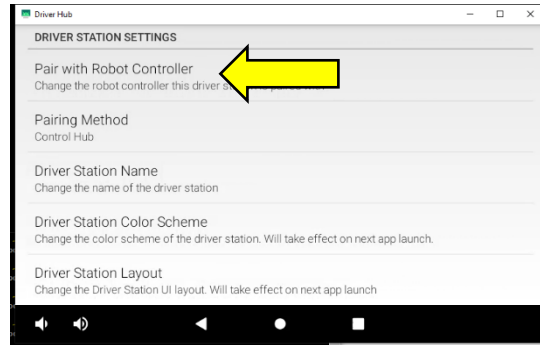 Driver Hub
DRIVER STATION SETTINGS
Pair with Robot Controller
Change the robot controller this driver
Pairing Method
Control Hub
Driver Station Name
Change the name of the driver station
Driver Station Color Scheme
Change the color scheme of the driver station. Will take effect on next app launch.
Driver Station Layout
Change the Driver Station UI layout. Will take effect on next app launch